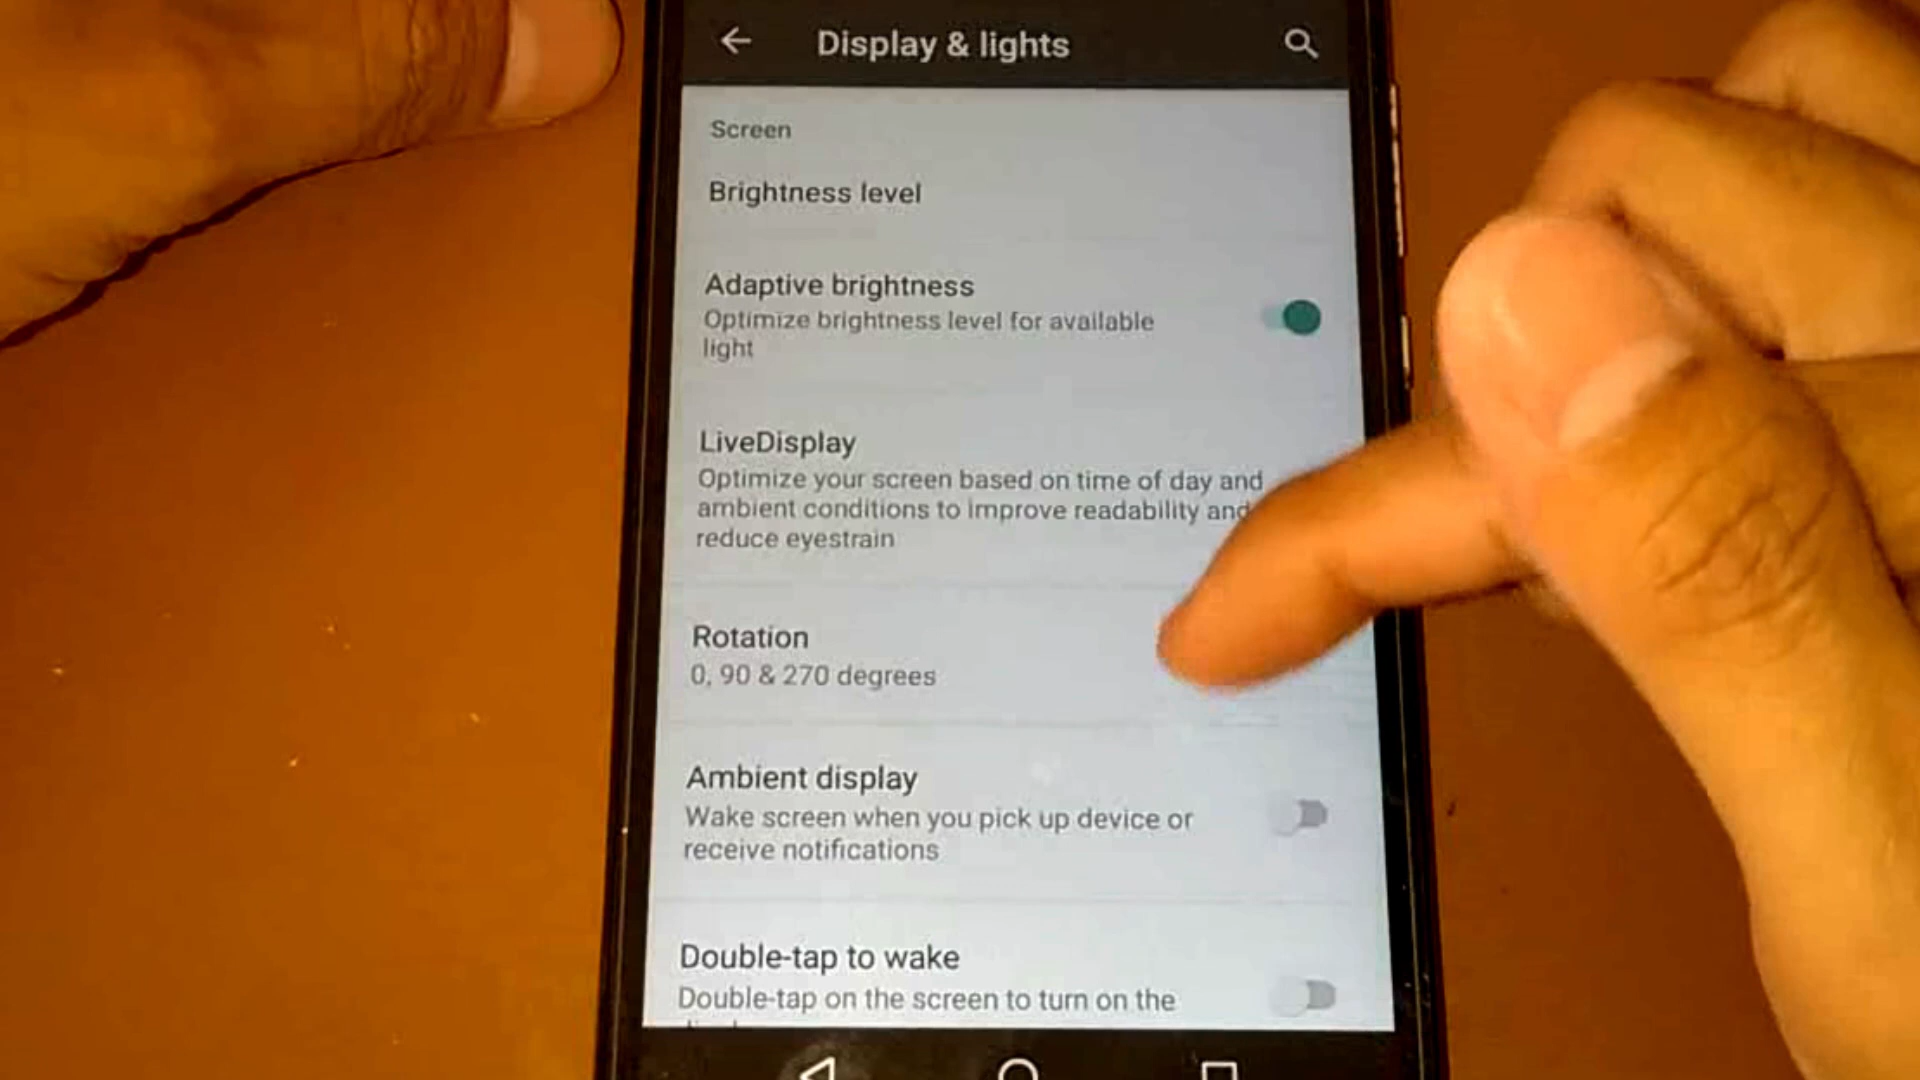 Display & lights
Screen
Brightness level
Adaptive brightness
Optimize brightness level for available
light
LiveDisplay
Optimize your screen based on time of day and
ambient conditions to improve readability and
reduce eyestrain
Rotation
0, 90 & 270 degrees
Ambient display
Wake screen when you pick up device or
receive notifications
Double-tap to wake
Double-tap on the screen to turn on the